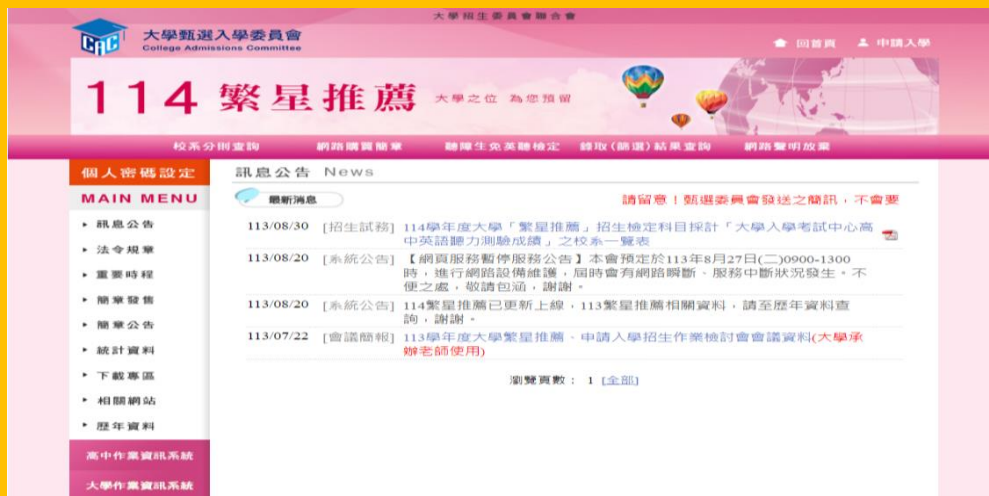 大學招生委員會聯合會
CAC
大學甄選入學委員會
College Admissions Committee
回首頁 申請入學
114 繁星推薦 大學之位 為您預留
校系分則查詢 網路購買簡章 聽障生免英聽檢定 錄取(篩選)結果查詢 網路聲明放棄
個人密碼設定
MAIN MENU
訊息公告
法令規章
重要時程
簡章發售
簡章公告
統計資料
下載專區
相關網站
歷年資料
高中作業資訊系統
大學作業資訊系統
訊息公告 News
最新消息
請留意！甄選委員會發送之簡訊，不會要
113/08/30 [招生試務] 114學年度大學「繁星推薦」招生檢定科目採計「大學入學考試中心高
中英語聽力測驗成績」之校系一覽表
113/08/20 [系統公告] 【網頁服務暫停服務公告】本會預定於113年8月27日(二)0900-1300
時，進行網路設備維護，屆時會有網路瞬斷、服務中斷狀況發生。不
便之處，敬請包涵，謝謝。
113/08/20 [系統公告] 114繁星推薦已更新上線，113繁星推薦相關資料，請至歷年資料查
詢，謝謝。
113/07/22 [會議簡報] 113學年度大學繁星推薦、申請入學招生作業檢討會會議資料(大學承
辦老師使用)
瀏覽頁數： 1 [全部]